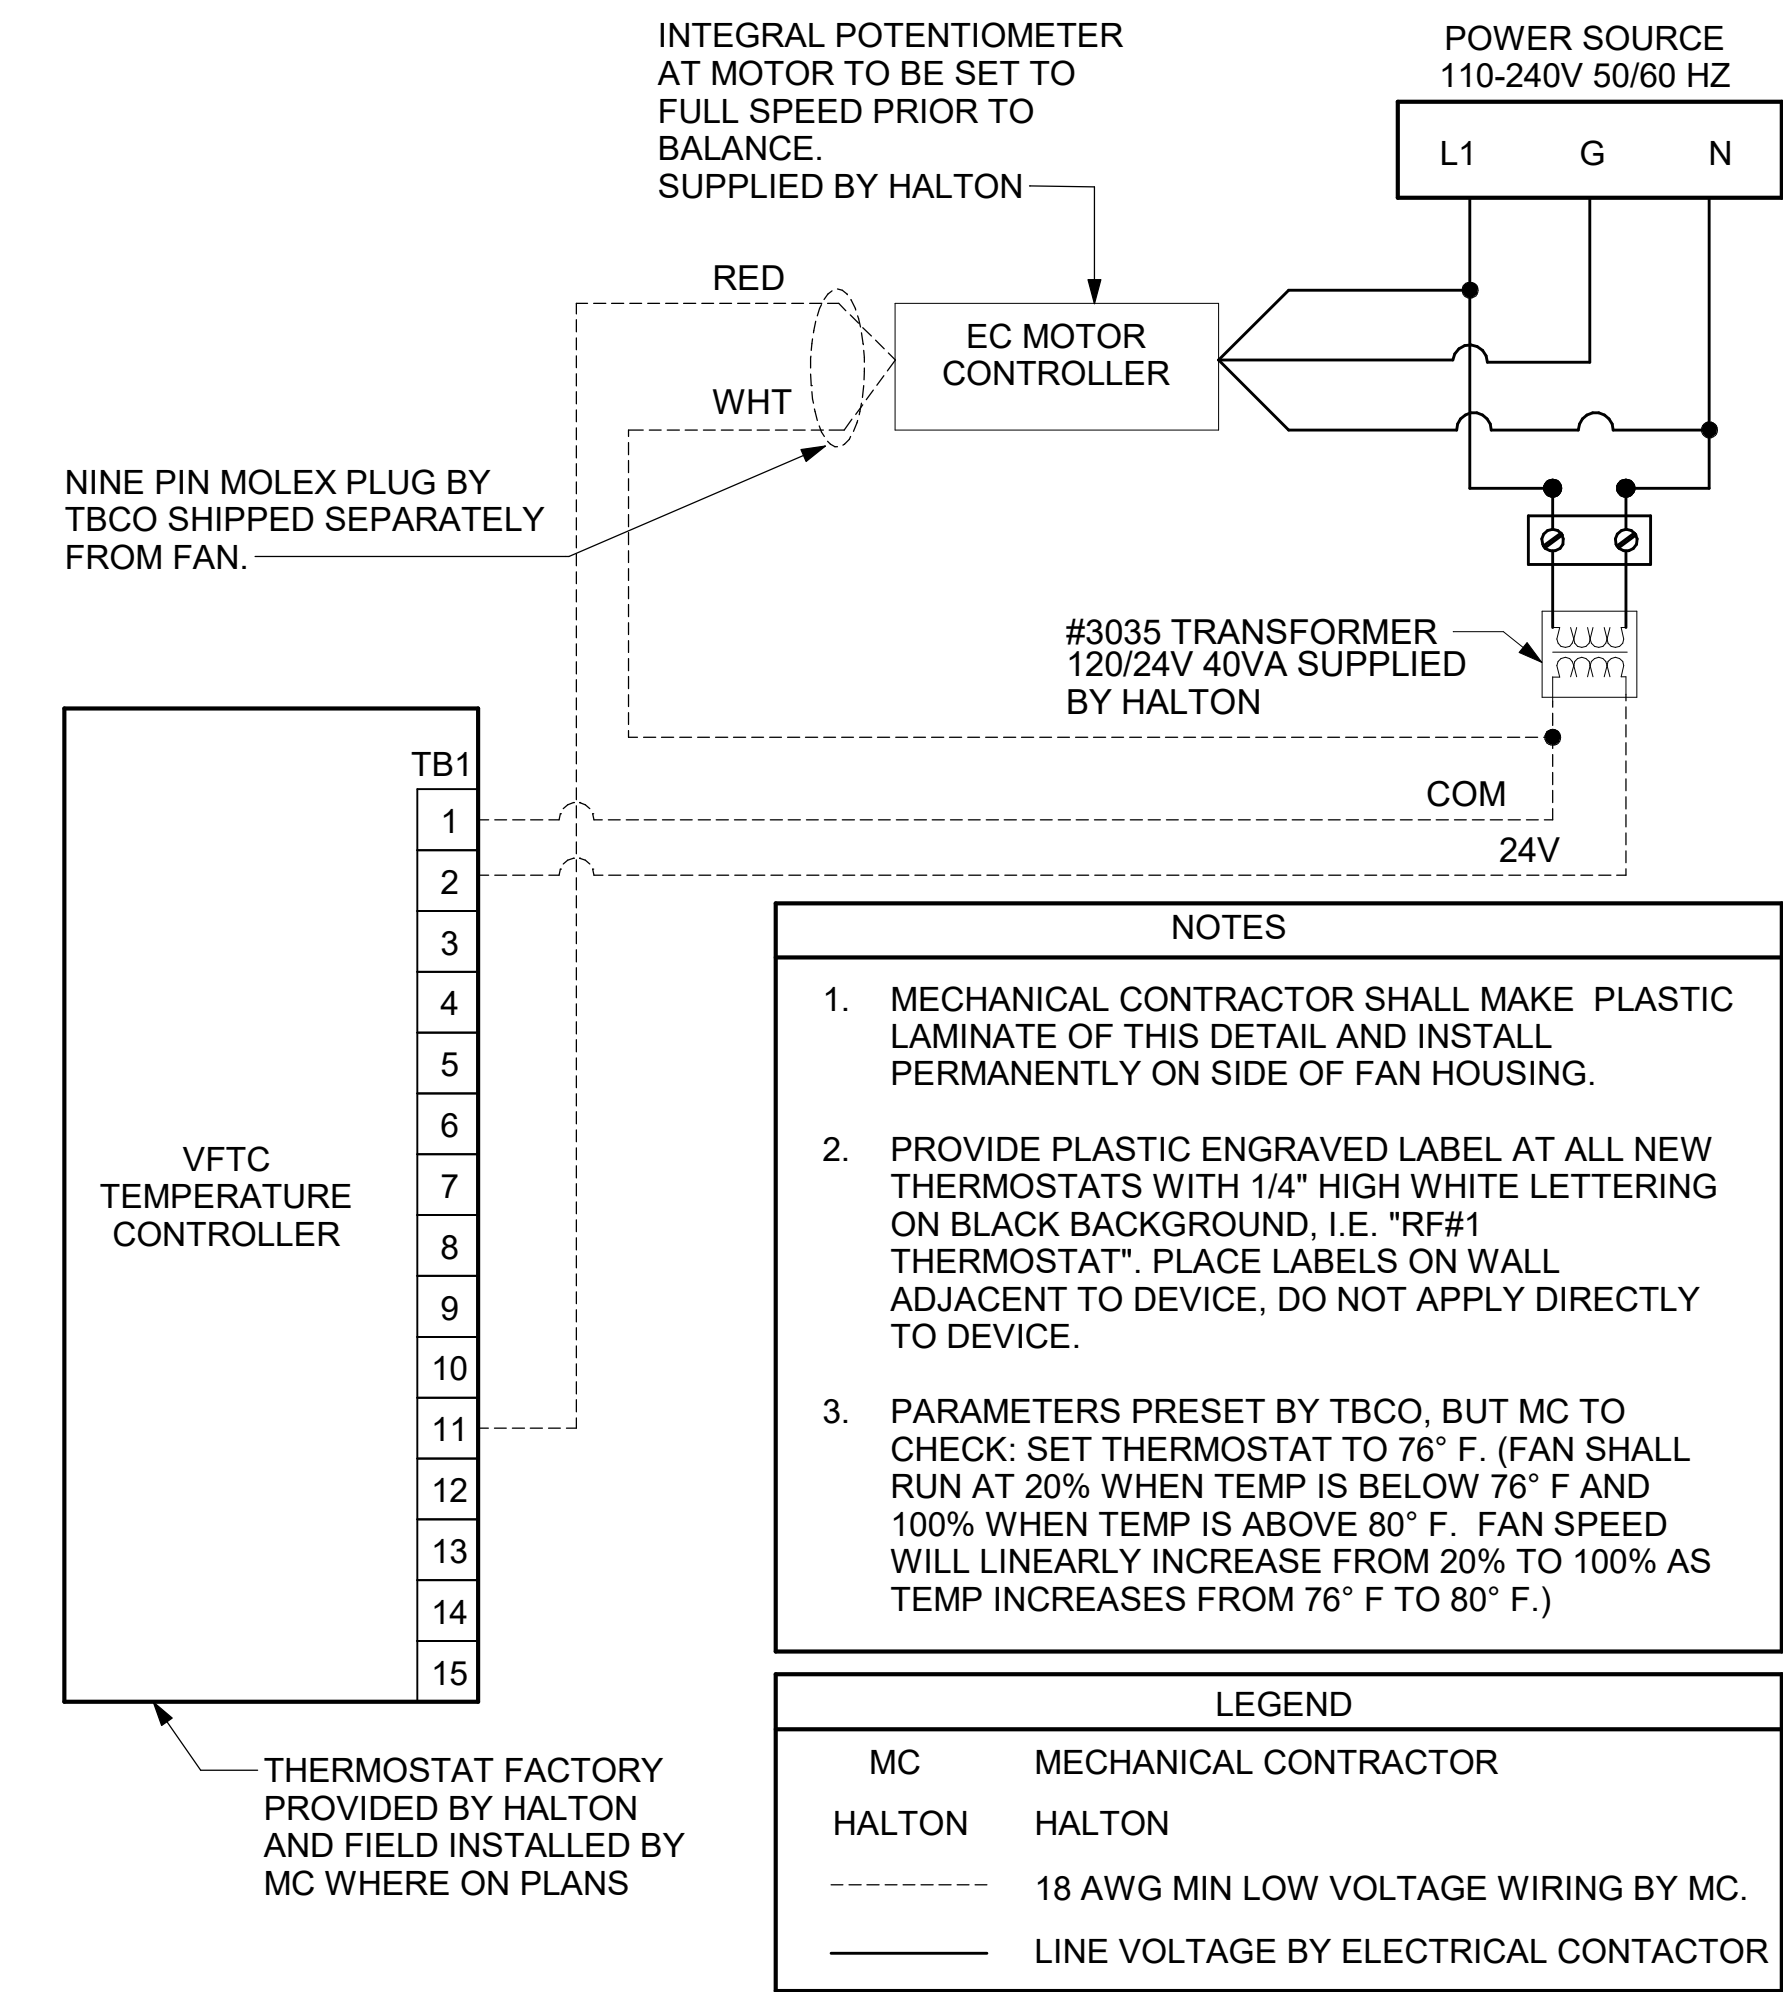 INTEGRAL POTENTIOMETER
AT MOTOR TO BE SET TO
FULL SPEED PRIOR TO
BALANCE.
SUPPLIED BY HALTON
POWER SOURCE
110-240V 50/60 HZ
L1 G N
RED
EC MOTOR
CONTROLLER
WHT
NINE PIN MOLEX PLUG BY
TBCO SHIPPED SEPARATELY
FROM FAN.
#3035 TRANSFORMER
120/24V 40VA SUPPLIED
BY HALTON
COM
24V
TB1
1
2
3
4
5
6
7
8
9
10
11
12
13
14
15
VFTC
TEMPERATURE
CONTROLLER
THERMOSTAT FACTORY
PROVIDED BY HALTON
AND FIELD INSTALLED BY
MC WHERE ON PLANS
NOTES
1. MECHANICAL CONTRACTOR SHALL MAKE PLASTIC
LAMINATE OF THIS DETAIL AND INSTALL
PERMANENTLY ON SIDE OF FAN HOUSING.
2. PROVIDE PLASTIC ENGRAVED LABEL AT ALL NEW
THERMOSTATS WITH 1/4" HIGH WHITE LETTERING
ON BLACK BACKGROUND, I.E. "RF#1
THERMOSTAT". PLACE LABELS ON WALL
ADJACENT TO DEVICE, DO NOT APPLY DIRECTLY
TO DEVICE.
3. PARAMETERS PRESET BY TBCO, BUT MC TO
CHECK: SET THERMOSTAT TO 76° F. (FAN SHALL
RUN AT 20% WHEN TEMP IS BELOW 76° F AND
100% WHEN TEMP IS ABOVE 80° F. FAN SPEED
WILL LINEARLY INCREASE FROM 20% TO 100% AS
TEMP INCREASES FROM 76° F TO 80° F.)
LEGEND
MC MECHANICAL CONTRACTOR
HALTON HALTON
18 AWG MIN LOW VOLTAGE WIRING BY MC.
LINE VOLTAGE BY ELECTRICAL CONTACTOR